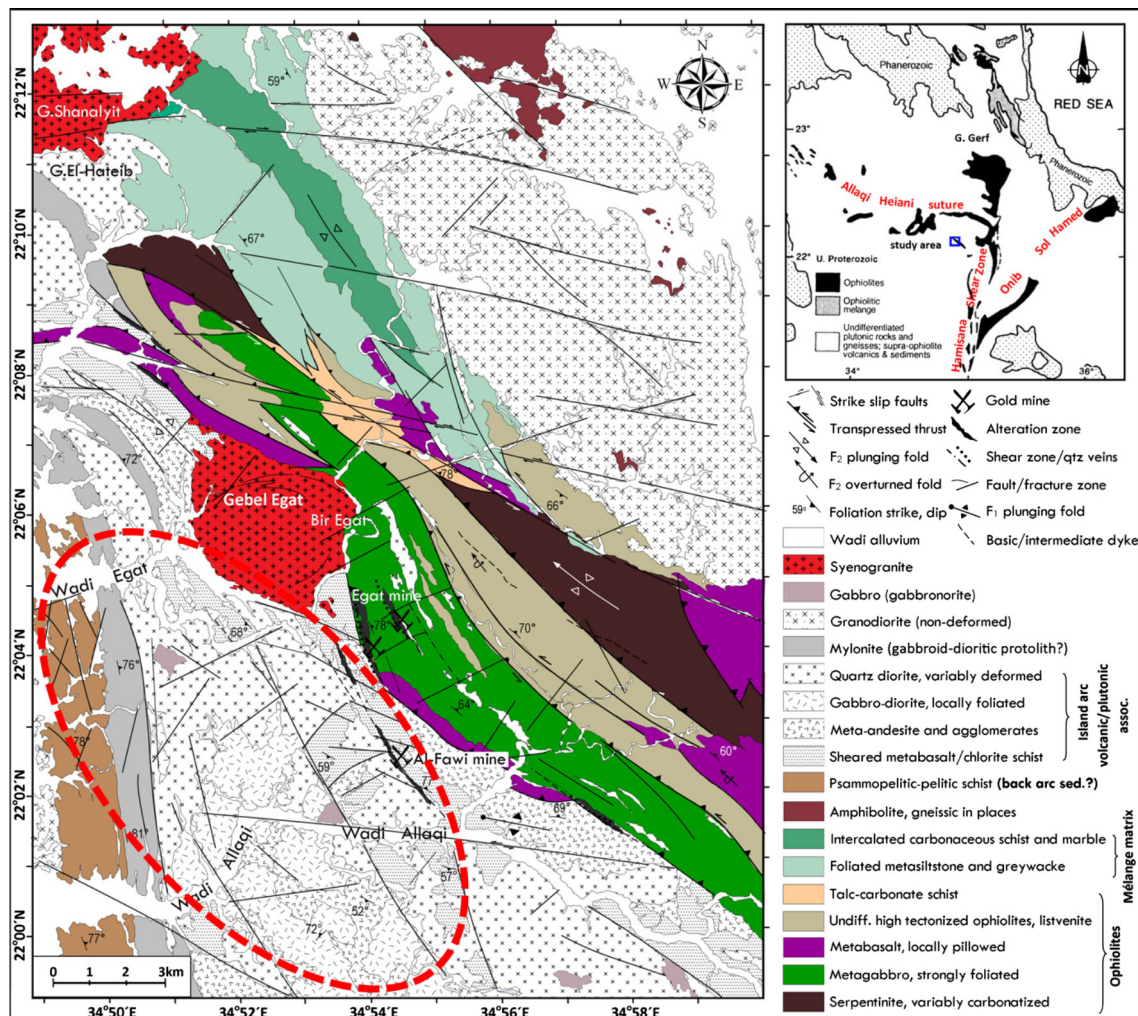 22°12′N
22°10′N
22°08′N
22°06′N
22°04′N
22°02′N
22°00′N
34°50′E
34°52′E
34°54′E
34°56′E
34°58′E
G.Shanalyit
G.El-Hateib
59°
67°
72°
Gebel Egat
Bir Egat
78°
66°
Wadi Egat
Egat mine
78°
68°
70°
76°
64°
78°
59°
Al-Fawi mine
77°
60°
69°
Wadi Allaqi
81°
Wadi Allaqi
57°
52°
72°
77°
0 1 2 3km
N
W E
S
Phanerozoic
N
RED SEA
23°
G. Gerf
Phanerozoic
Allaqi Heiani suture
study area
Sol Hamed
22°
Onib
Hamisana Shear Zone
U. Proterozoic
Ophiolites
Ophiolitic
melange
Undifferentiated
plutonic rocks and
gneisses; supra-ophiolite
volcanics & sediments
34°
36°
Strike slip faults
Gold mine
Transpressed thrust
Alteration zone
F2 plunging fold
Shear zone/qtz veins
F2 overturned fold
Fault/fracture zone
59° Foliation strike, dip
F1 plunging fold
Wadi alluvium
Basic/intermediate dyke
Syenogranite
Gabbro (gabbronorite)
Granodiorite (non-deformed)
Mylonite (gabbroid-dioritic protolith?)
Quartz diorite, variably deformed
Gabbro-diorite, locally foliated
Meta-andesite and agglomerates
Sheared metabasalt/chlorite schist
Island arc
volcanic/plutonic
assoc.
Psammopelitic-pelitic schist (back arc sed.?)
Amphibolite, gneissic in places
Intercalated carbonaceous schist and marble
Foliated metasiltstone and greywacke
Mélange matrix
Talc-carbonate schist
Undiff. high tectonized ophiolites, listvenite
Metabasalt, locally pillowed
Metagabbro, strongly foliated
Serpentinite, variably carbonatized
Ophiolites